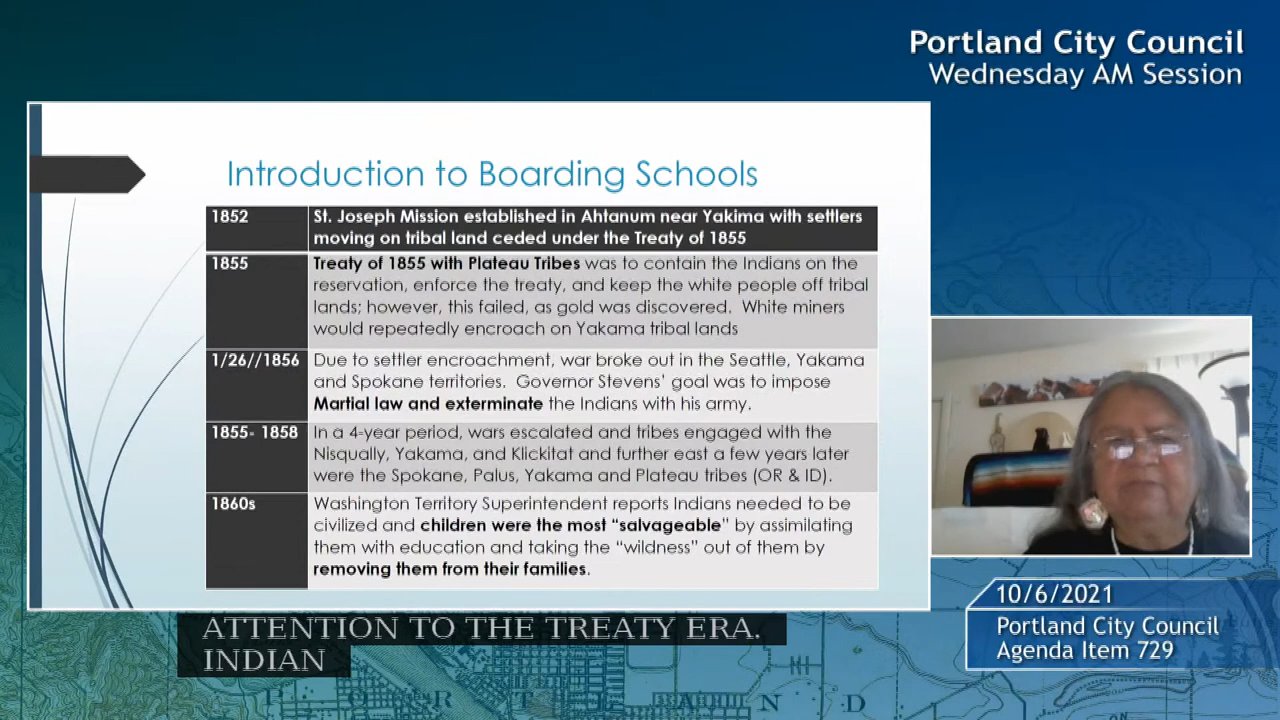 Portland City Council
Wednesday AM Session
Introduction to Boarding Schools
1852
St. Joseph Mission established in Ahtanum near Yakima with settlers
moving on tribal land ceded under the Treaty of 1855
1855
Treaty of 1855 with Plateau Tribes was to contain the Indians on the
reservation, enforce the treaty, and keep the white people off tribal
lands; however, this failed, as gold was discovered. White miners
would repeatedly encroach on Yakama tribal lands
1/26//1856
Due to settler encroachment, war broke out in the Seattle, Yakama
and Spokane territories. Governor Stevens’ goal was to impose
Martial law and exterminate the Indians with his army.
1855- 1858
In a 4-year period, wars escalated and tribes engaged with the
Nisqually, Yakama, and Klickitat and further east a few years later
were the Spokane, Palus, Yakama and Plateau tribes (OR & ID).
1860s
Washington Territory Superintendent reports Indians needed to be
civilized and children were the most “salvageable” by assimilating
them with education and taking the “wildness” out of them by
removing them from their families.
ATTENTION TO THE TREATY ERA.
INDIAN
10/6/2021
Portland City Council
Agenda Item 729
P O R T L A N D